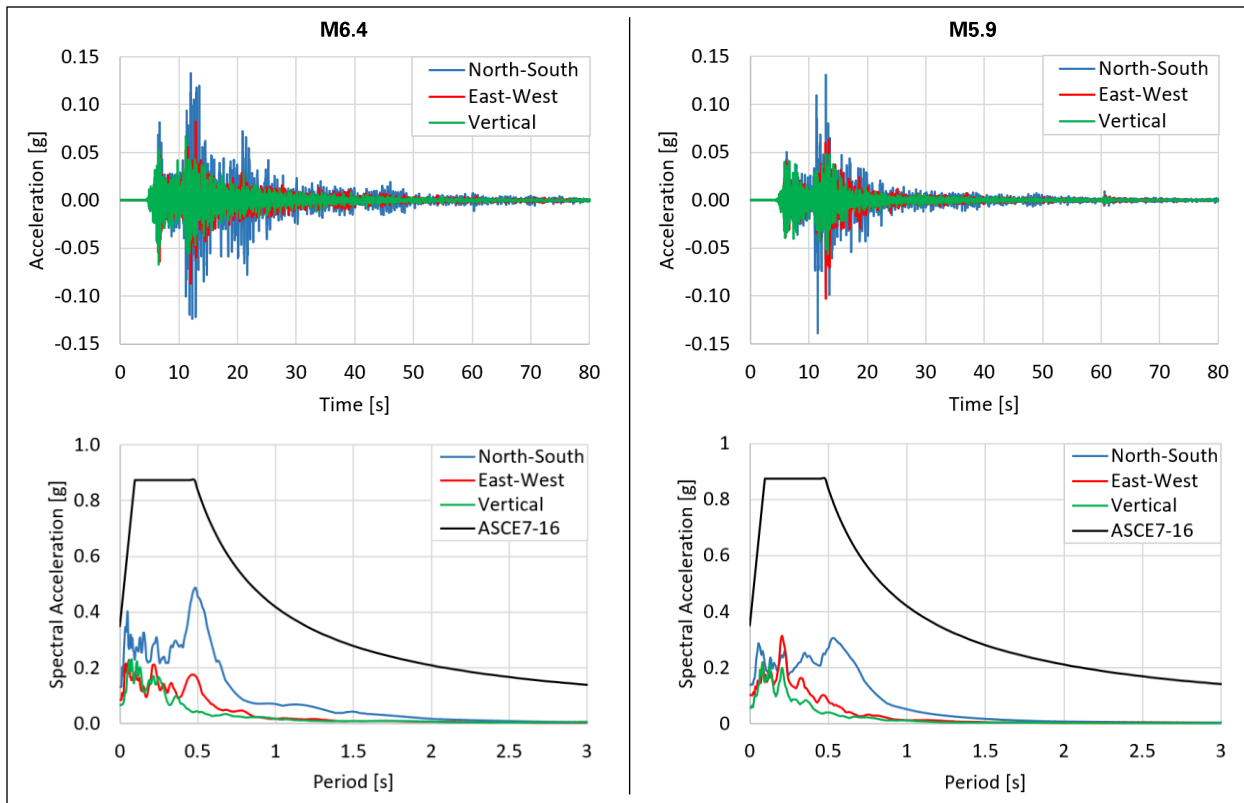 M6.4
0.15
0.10
0.05
0.00
-0.05
-0.10
-0.15
Acceleration [g]
North-South
East-West
Vertical
0 10 20 30 40 50 60 70 80
Time [s]
1.0
0.8
0.6
0.4
0.2
0.0
Spectral Acceleration [g]
North-South
East-West
Vertical
ASCE7-16
0 0.5 1 1.5 2 2.5 3
Period [s]
M5.9
0.15
0.10
0.05
0.00
-0.05
-0.10
-0.15
Acceleration [g]
North-South
East-West
Vertical
0 10 20 30 40 50 60 70 80
Time [s]
1
0.8
0.6
0.4
0.2
0.0
Spectral Acceleration [g]
North-South
East-West
Vertical
ASCE7-16
0 0.5 1 1.5 2 2.5 3
Period [s]